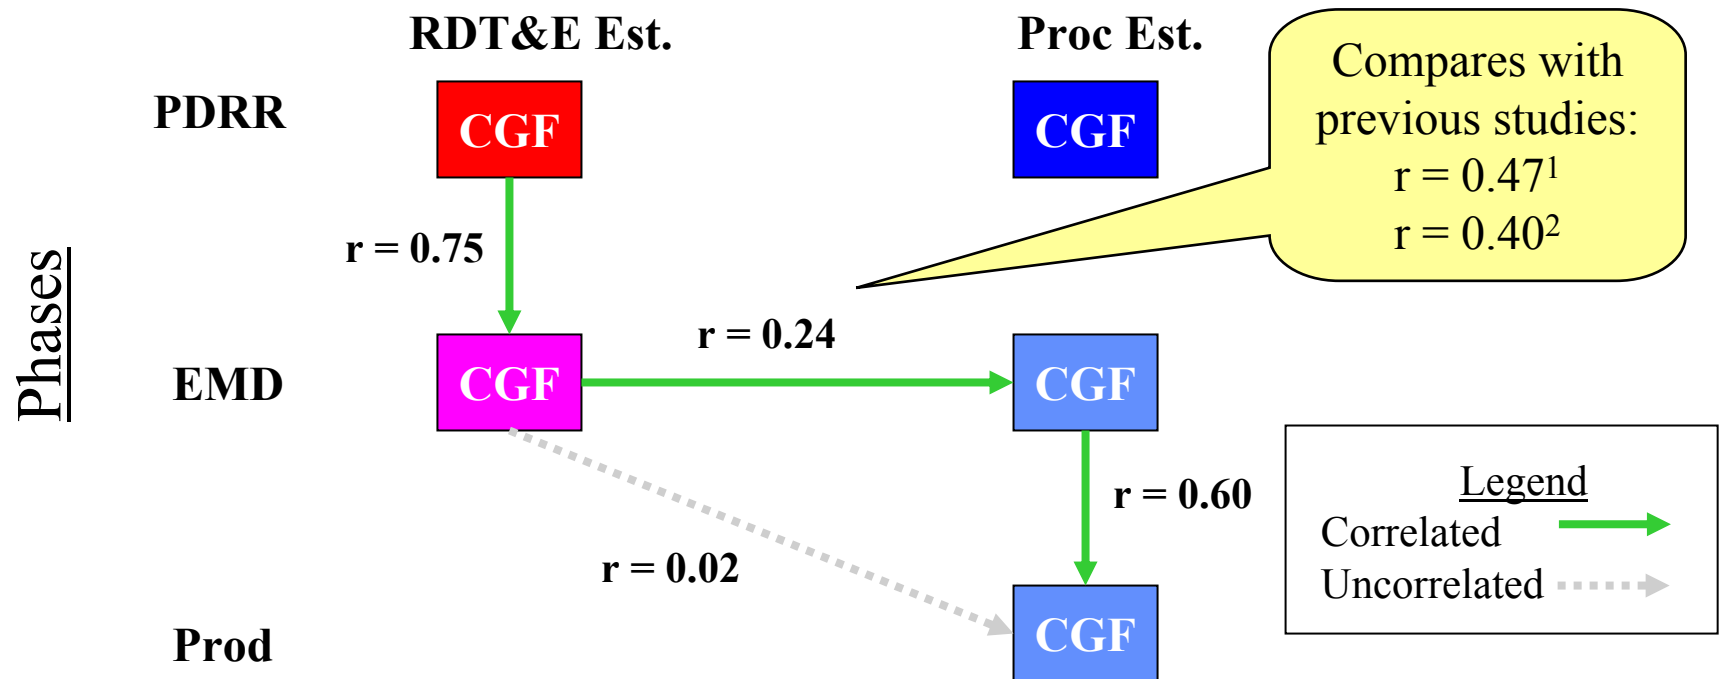 RDT&E Est.
Proc Est.
Compares with
previous studies:
r = 0.47¹
r = 0.40²
PDRR
CGF
CGF
r = 0.75
Phases
r = 0.24
EMD
CGF
CGF
r = 0.60
r = 0.02
Legend
Correlated
Uncorrelated
Prod
CGF